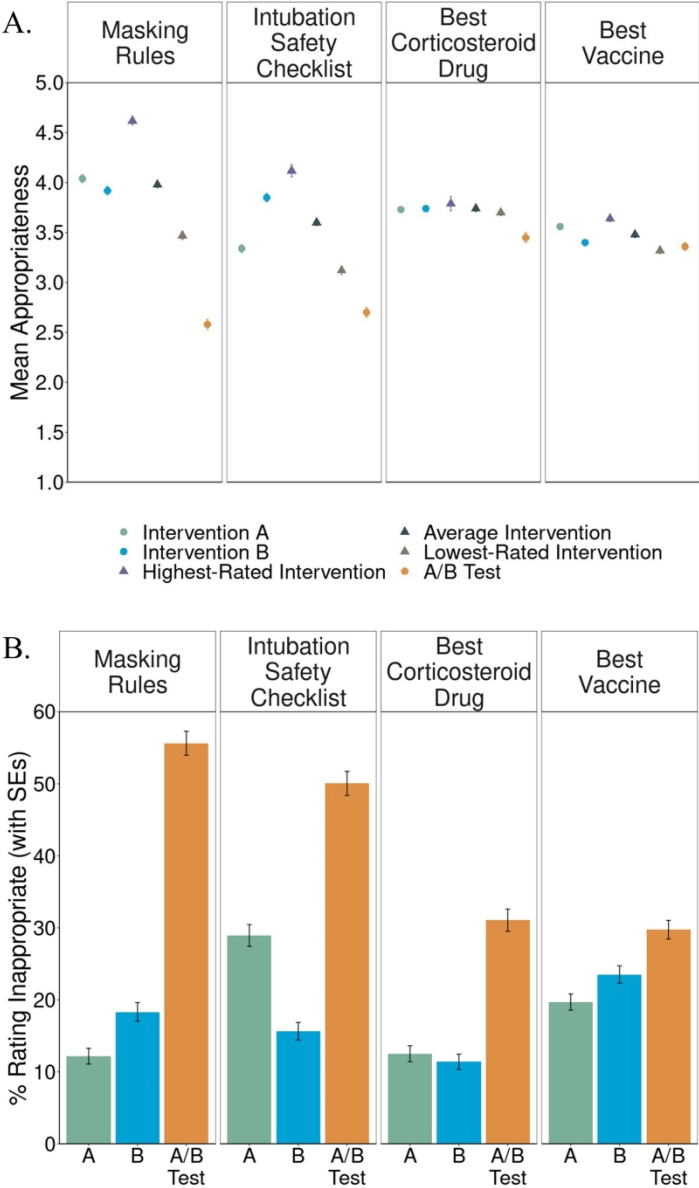 A.
Masking
Rules
Intubation
Safety
Checklist
Best
Corticosteroid
Drug
Best
Vaccine
Mean Appropriateness
5.0
4.5
4.0
3.5
3.0
2.5
2.0
1.5
1.0
Intervention A
Intervention B
Highest-Rated Intervention
Average Intervention
Lowest-Rated Intervention
A/B Test
B.
Masking
Rules
Intubation
Safety
Checklist
Best
Corticosteroid
Drug
Best
Vaccine
% Rating Inappropriate (with SEs)
60
50
40
30
20
10
0
A B A/B
Test
A B A/B
Test
A B A/B
Test
A B A/B
Test